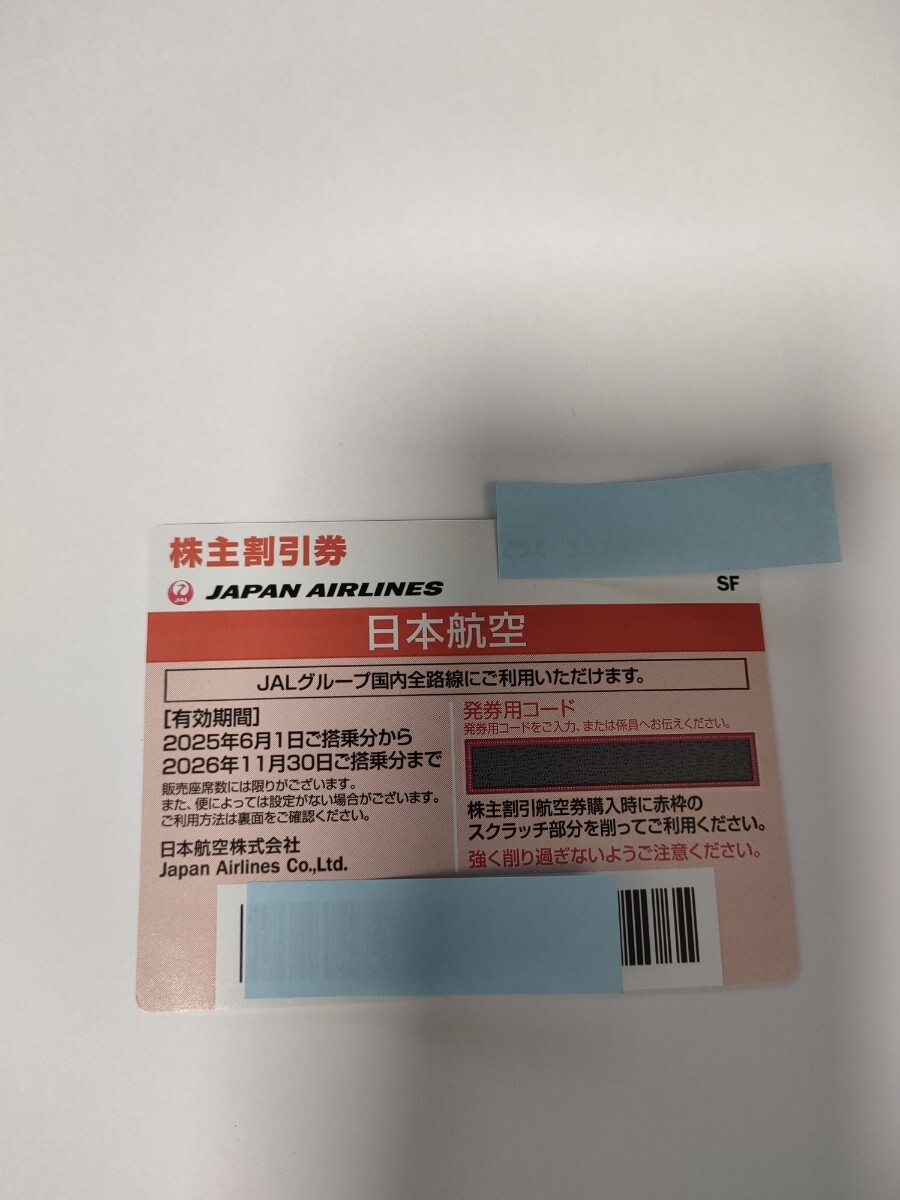 株主割引券
JAL JAPAN AIRLINES
SF
日本航空
JALグループ国内全路線にご利用いただけます。
[有効期間]
2025年6月1日ご搭乗分から
2026年11月30日ご搭乗分まで
販売座席数には限りがございます。
また、便によっては設定がない場合がございます。
ご利用方法は裏面をご確認ください。
日本航空株式会社
Japan Airlines Co.,Ltd.
発券用コード
発券用コードをご入力、または係員へお伝えください。
株主割引航空券購入時に赤枠の
スクラッチ部分を削ってご利用ください。
強く削り過ぎないようご注意ください。